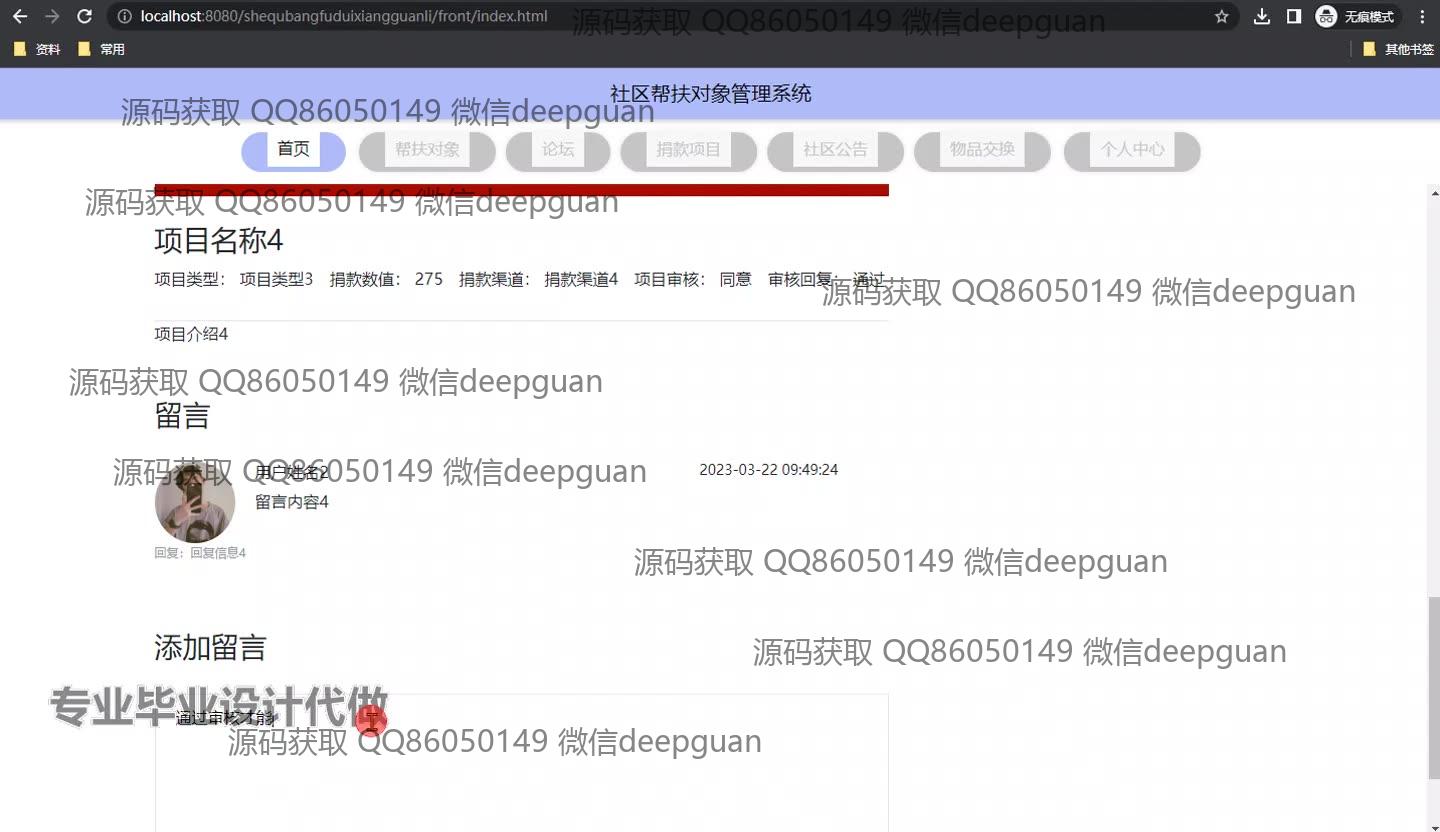 localhost:8080/shequbangfuduixiangguanli/front/index.html
源码获取 QQ86050149 微信deepguan
无痕模式
资料 常用 其他书签
社区帮扶对象管理系统
源码获取 QQ86050149 微信deepguan
首页 帮扶对象 论坛 捐款项目 社区公告 物品交换 个人中心
源码获取 QQ86050149 微信deepguan
项目名称4
项目类型： 项目类型3 捐款数值： 275 捐款渠道： 捐款渠道4 项目审核： 同意 审核回复： 通过
源码获取 QQ86050149 微信deepguan
项目介绍4
源码获取 QQ86050149 微信deepguan
留言
用户姓名2 2023-03-22 09:49:24
源码获取 QQ86050149 微信deepguan
留言内容4
回复：回复信息4
源码获取 QQ86050149 微信deepguan
添加留言
源码获取 QQ86050149 微信deepguan
专业毕业设计代做
通过审核才能
源码获取 QQ86050149 微信deepguan